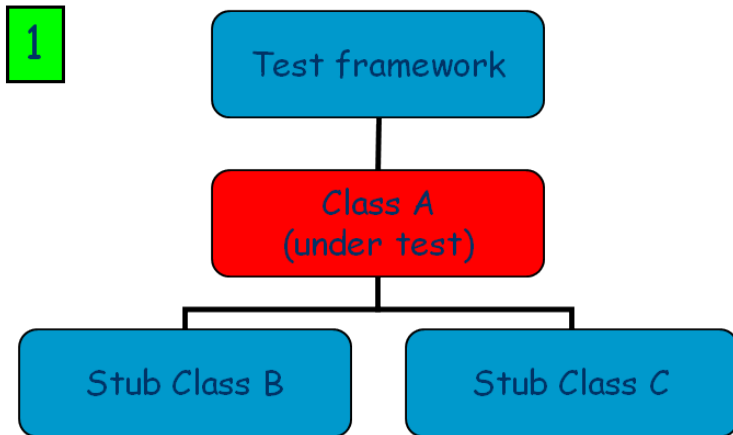 1
Test framework
Class A
(under test)
Stub Class B
Stub Class C